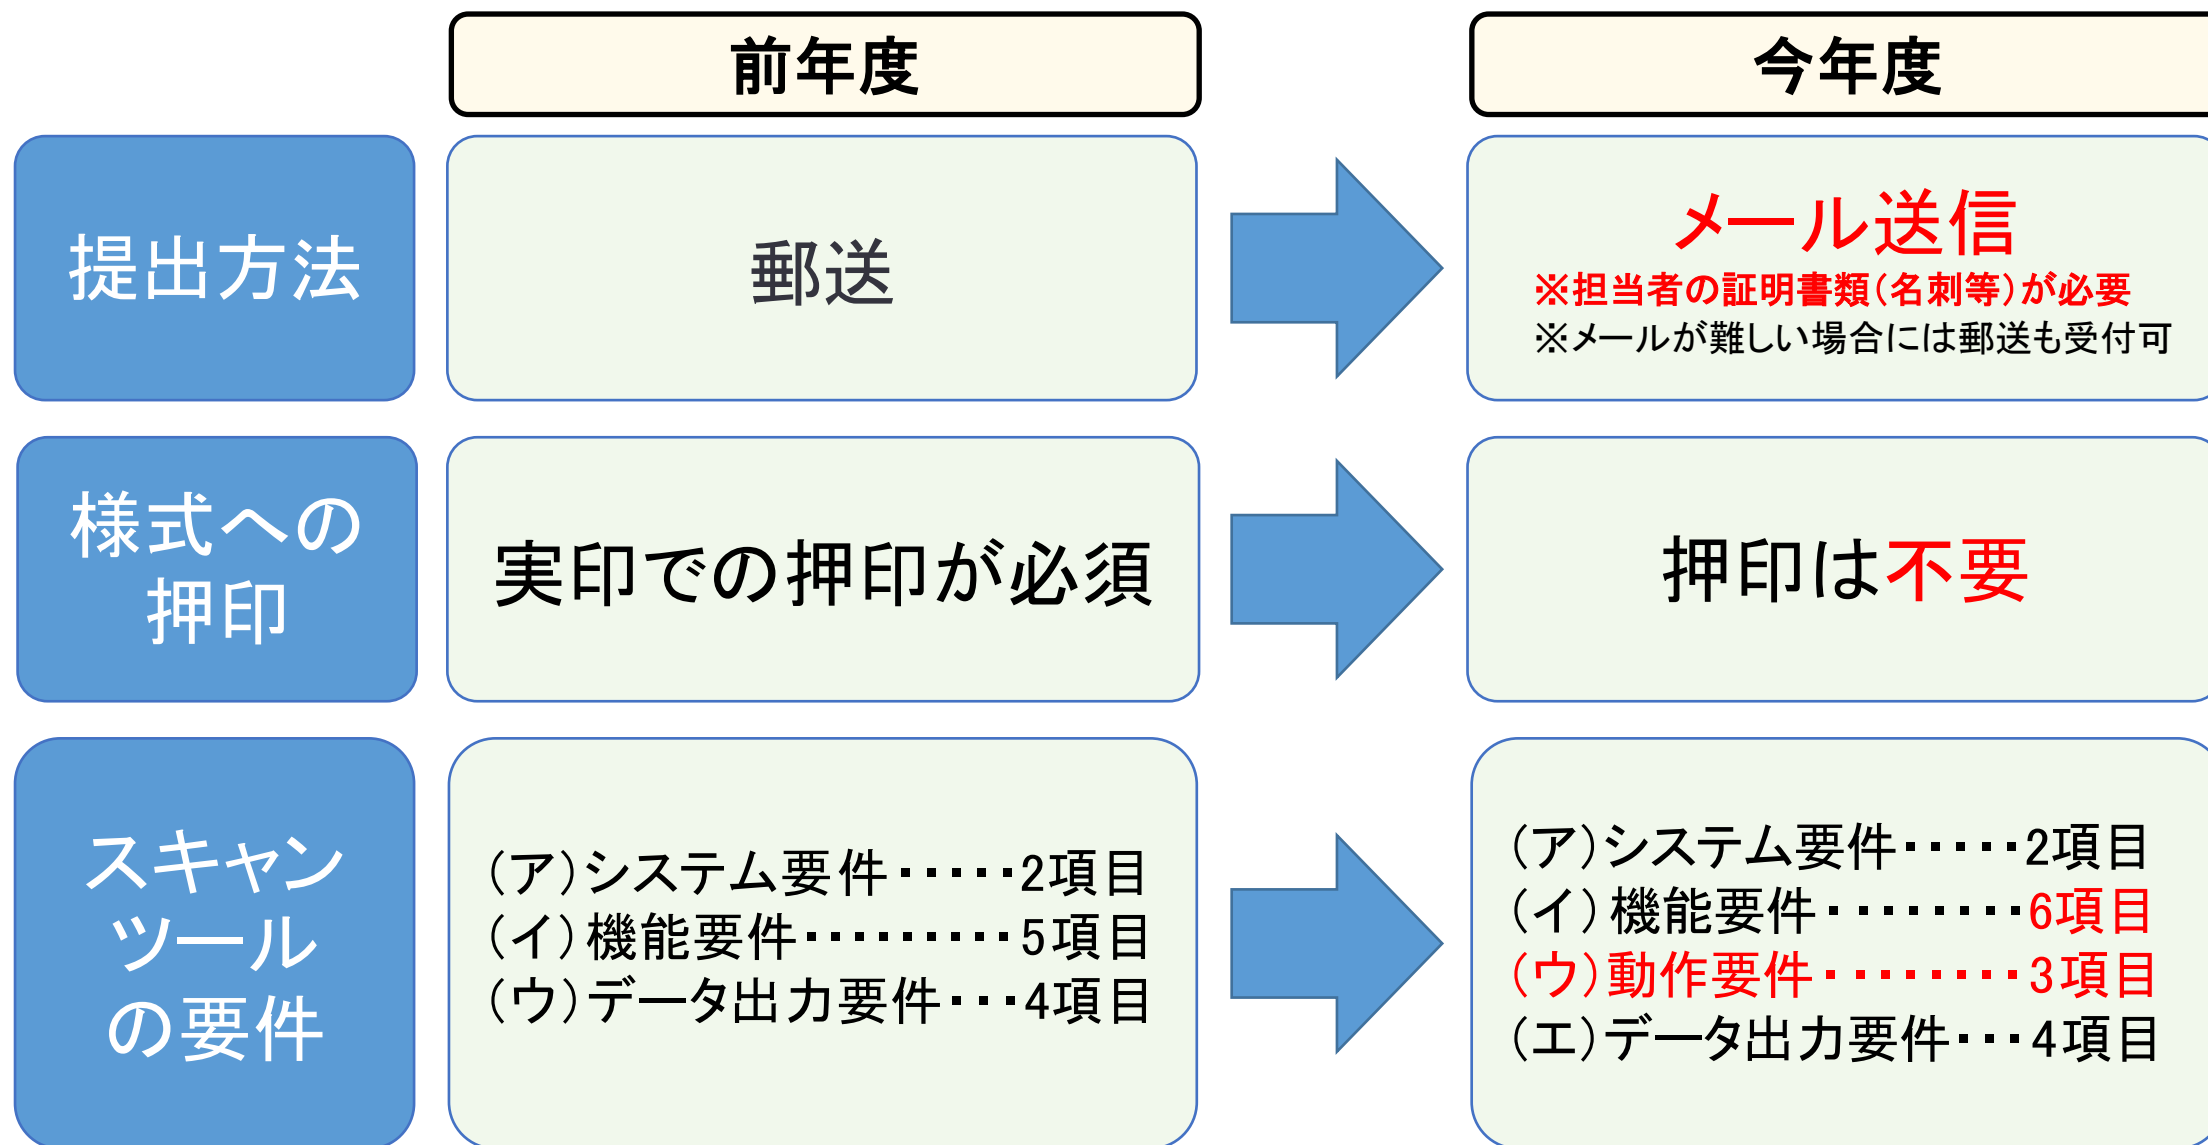 前年度
今年度
提出方法
郵送
メール送信
※担当者の証明書類(名刺等)が必要
※メールが難しい場合には郵送も受付可
様式への
押印
実印での押印が必須
押印は不要
スキャン
ツール
の要件
(ア)システム要件・・・・・2項目
(イ)機能要件・・・・・・・・・5項目
(ウ)データ出力要件・・・4項目
(ア)システム要件・・・・・2項目
(イ)機能要件・・・・・・・・6項目
(ウ)動作要件・・・・・・・・3項目
(エ)データ出力要件・・・4項目